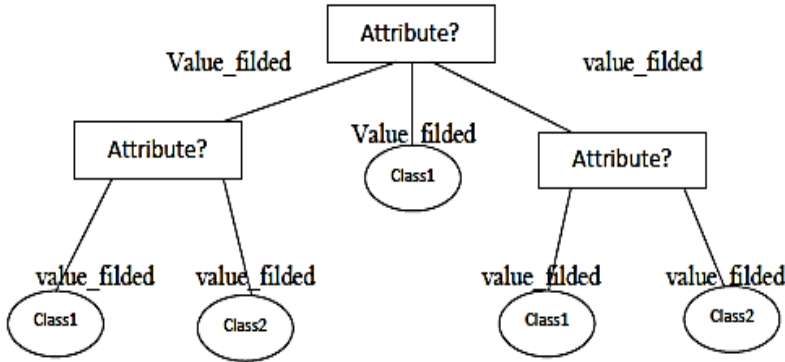 Attribute?
Value_filded
value_filded
Value_filded
Attribute?
Class1
Attribute?
value_filded
value_filded
value_filded
value_filded
Class1
Class2
Class1
Class2